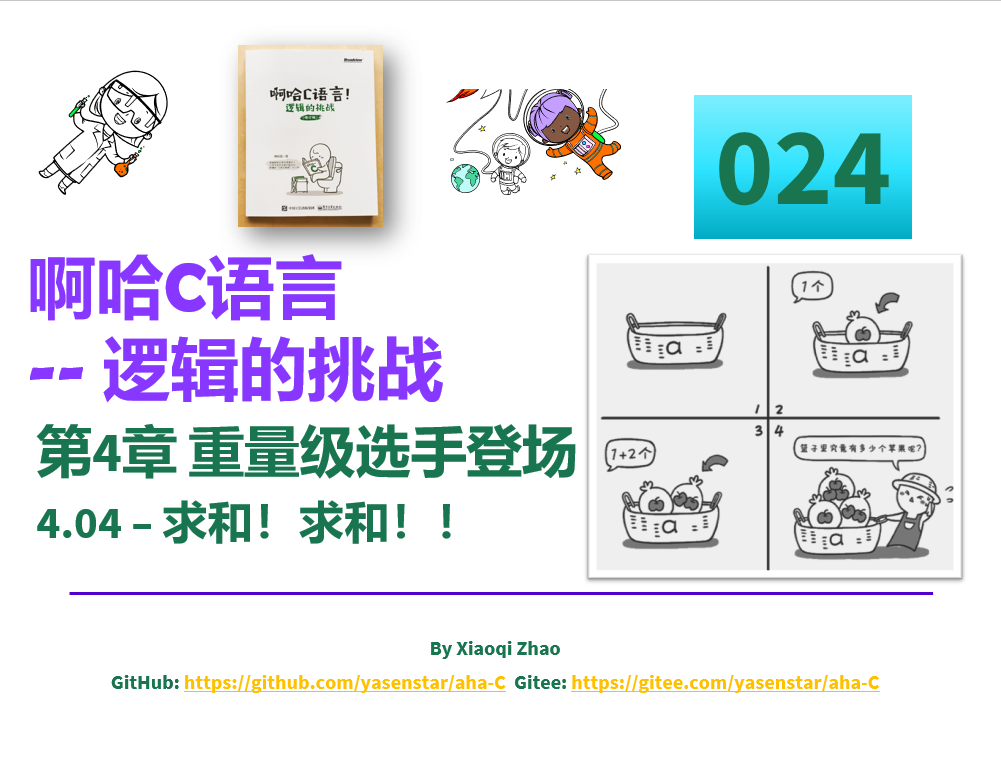 啊哈C语言!
逻辑的挑战
024
啊哈C语言
-- 逻辑的挑战
第4章 重量级选手登场
4.04 – 求和！求和！！
a
1个
a
1
2
1+2个
a
3
4
篮子里究竟有多少个苹果呢?
a
By Xiaoqi Zhao
GitHub: https://github.com/yasenstar/aha-C Gitee: https://gitee.com/yasenstar/aha-C